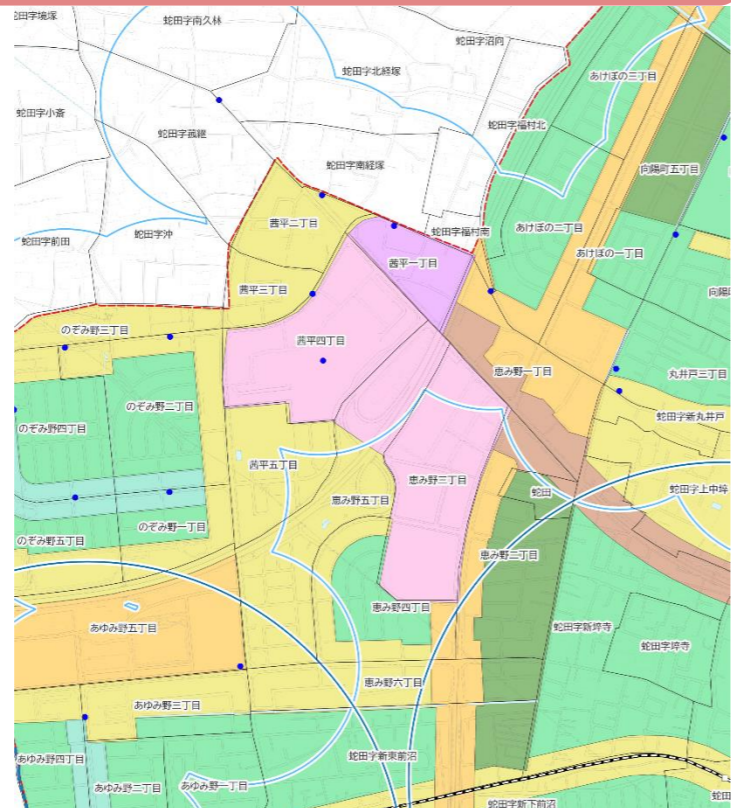 蛇田字境塚
蛇田字南久林
蛇田字沼向
蛇田字北経塚
あけぼの三丁目
蛇田字小斎
蛇田字菰継
蛇田字福村北
蛇田字南経塚
向陽町五丁目
茜平二丁目
あけぼの二丁目
蛇田字前田
蛇田字沖
蛇田字福村南
あけぼの一丁目
茜平一丁目
茜平三丁目
向陽町
のぞみ野三丁目
茜平四丁目
恵み野一丁目
丸井戸三丁目
のぞみ野二丁目
蛇田字新丸井戸
のぞみ野四丁目
茜平五丁目
恵み野三丁目
蛇田
蛇田字上中埣
恵み野五丁目
のぞみ野一丁目
のぞみ野五丁目
恵み野二丁目
恵み野四丁目
あゆみ野五丁目
蛇田字新埣寺
蛇田字埣寺
恵み野六丁目
あゆみ野三丁目
蛇田字新東前沼
あゆみ野四丁目
あゆみ野二丁目
あゆみ野一丁目
蛇田字新下前沼
蛇田